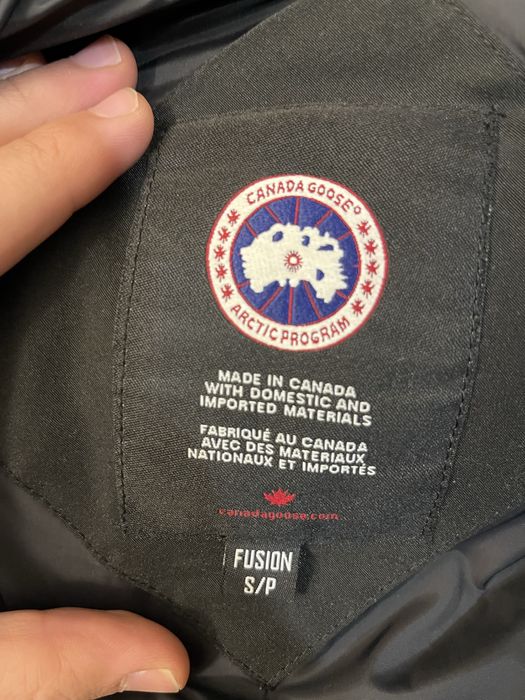 CANADA GOOSE®
ARCTIC PROGRAM
MADE IN CANADA
WITH DOMESTIC AND
IMPORTED MATERIALS
FABRIQUÉ AU CANADA
AVEC DES MATERIAUX
NATIONAUX ET IMPORTÉS
canadagoose.com
FUSION
S/P